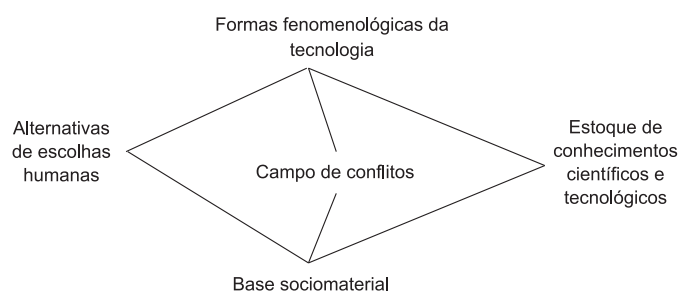 Formas fenomenológicas da
tecnologia
Alternativas
de escolhas
humanas
Campo de conflitos
Estoque de
conhecimentos
científicos e
tecnológicos
Base sociomaterial